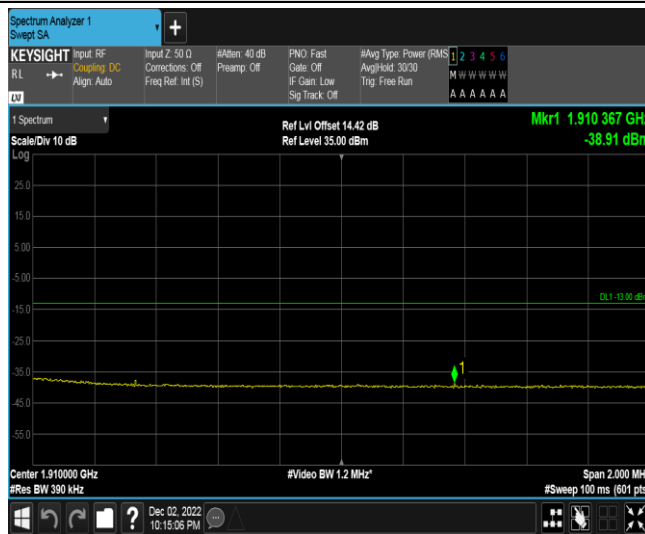 Spectrum Analyzer 1
Swept SA
+
KEYSIGHT
RL
LXI
Input: RF
Coupling: DC
Align: Auto
Input Z: 50 Ω
Corrections: Off
Freq Ref: Int (S)
#Atten: 40 dB
Preamp: Off
PNO: Fast
Gate: Off
IF Gain: Low
Sig Track: Off
#Avg Type: Power (RMS
Avg|Hold: 30/30
Trig: Free Run
1 2 3 4 5 6
M W W W W W
A A A A A A
1 Spectrum
Scale/Div 10 dB
Log
Ref Lvl Offset 14.42 dB
Ref Level 35.00 dBm
Mkr1 1.910 367 GHz
-38.91 dBm
25.0
15.0
5.00
-5.00
DL1 -13.00 dBm
-15.0
-25.0
-35.0
1
-45.0
-55.0
Center 1.910000 GHz
#Res BW 390 kHz
#Video BW 1.2 MHz*
Span 2.000 MHz
#Sweep 100 ms (601 pts
?
Dec 02, 2022
10:15:06 PM